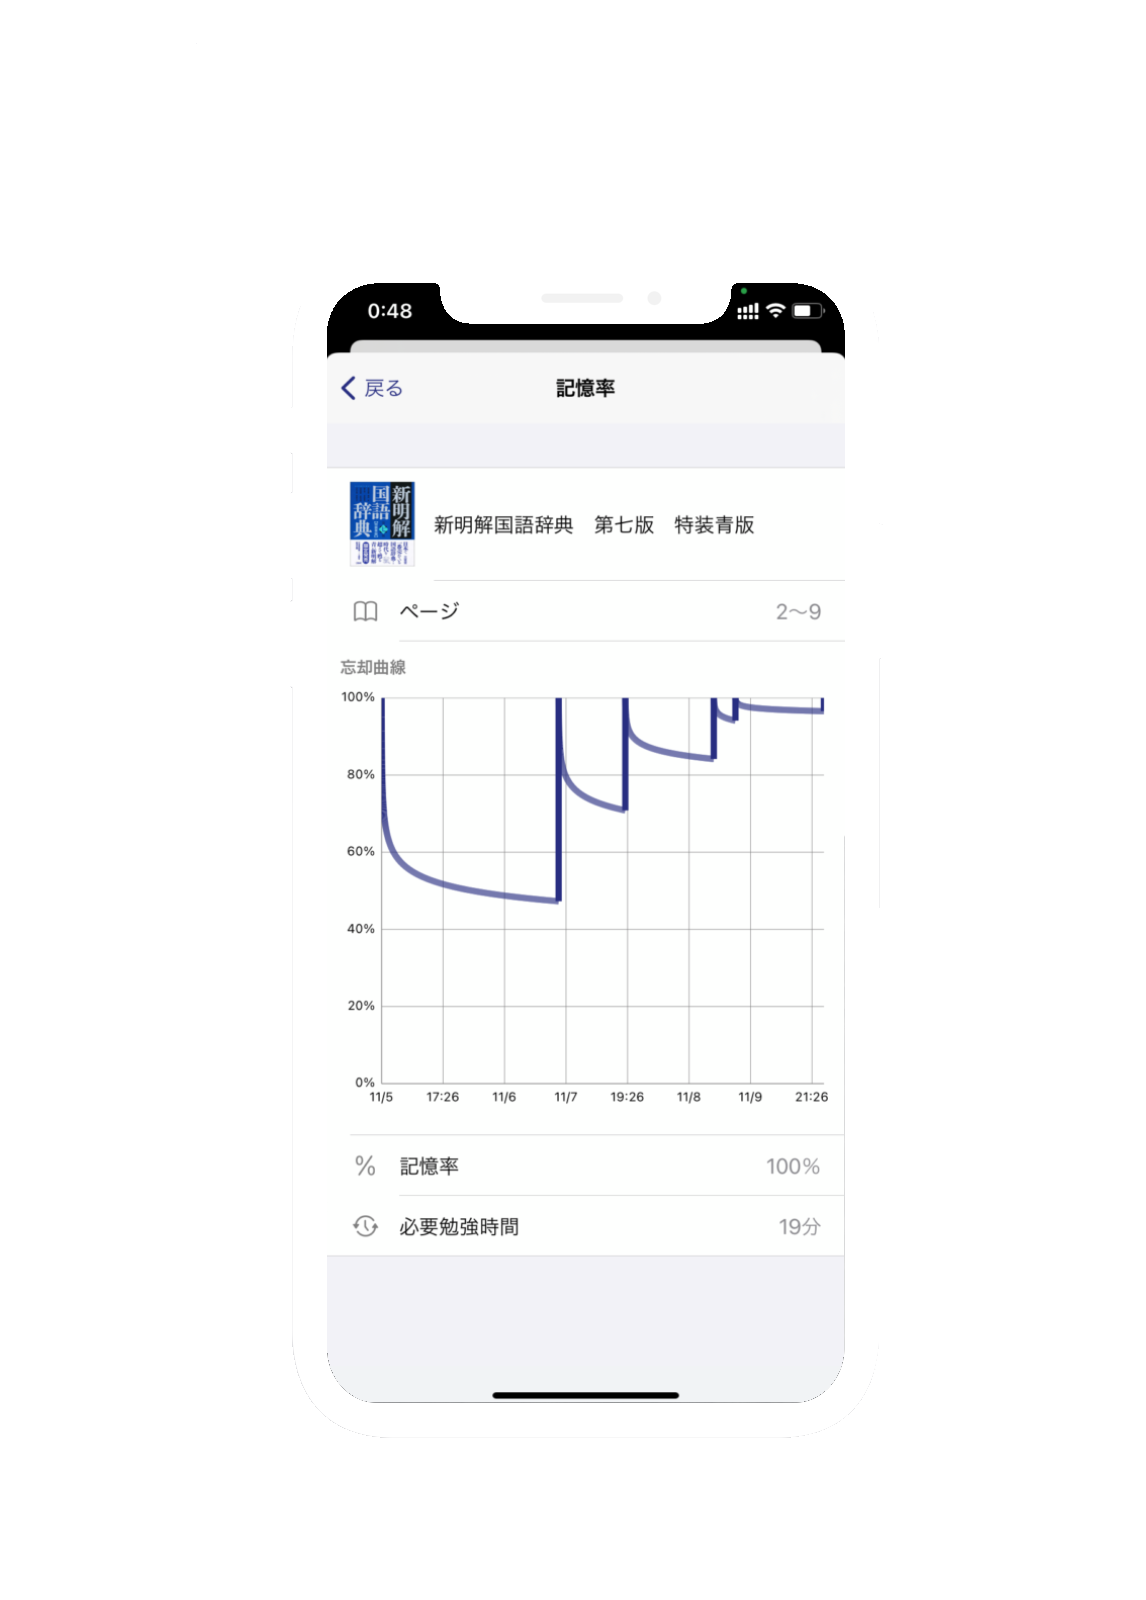 0:48
戻る
記憶率
新明解
国語
辞典
新明解国語辞典　第七版　特装青版
ページ
2〜9
忘却曲線
100%
80%
60%
40%
20%
0%
11/5 17:26 11/6 11/7 19:26 11/8 11/9 21:26
記憶率
100%
必要勉強時間
19分